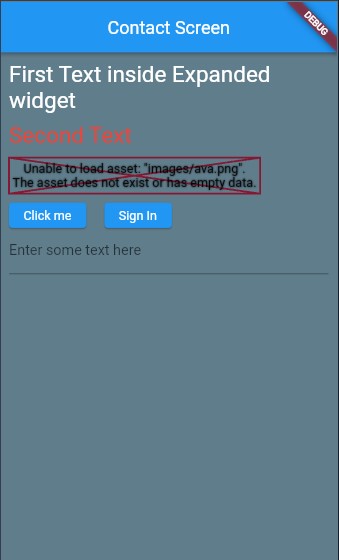 Contact Screen
DEBUG
First Text inside Expanded
widget
Second Text
Unable to load asset: "images/ava.png".
The asset does not exist or has empty data.
Click me
Sign In
Enter some text here